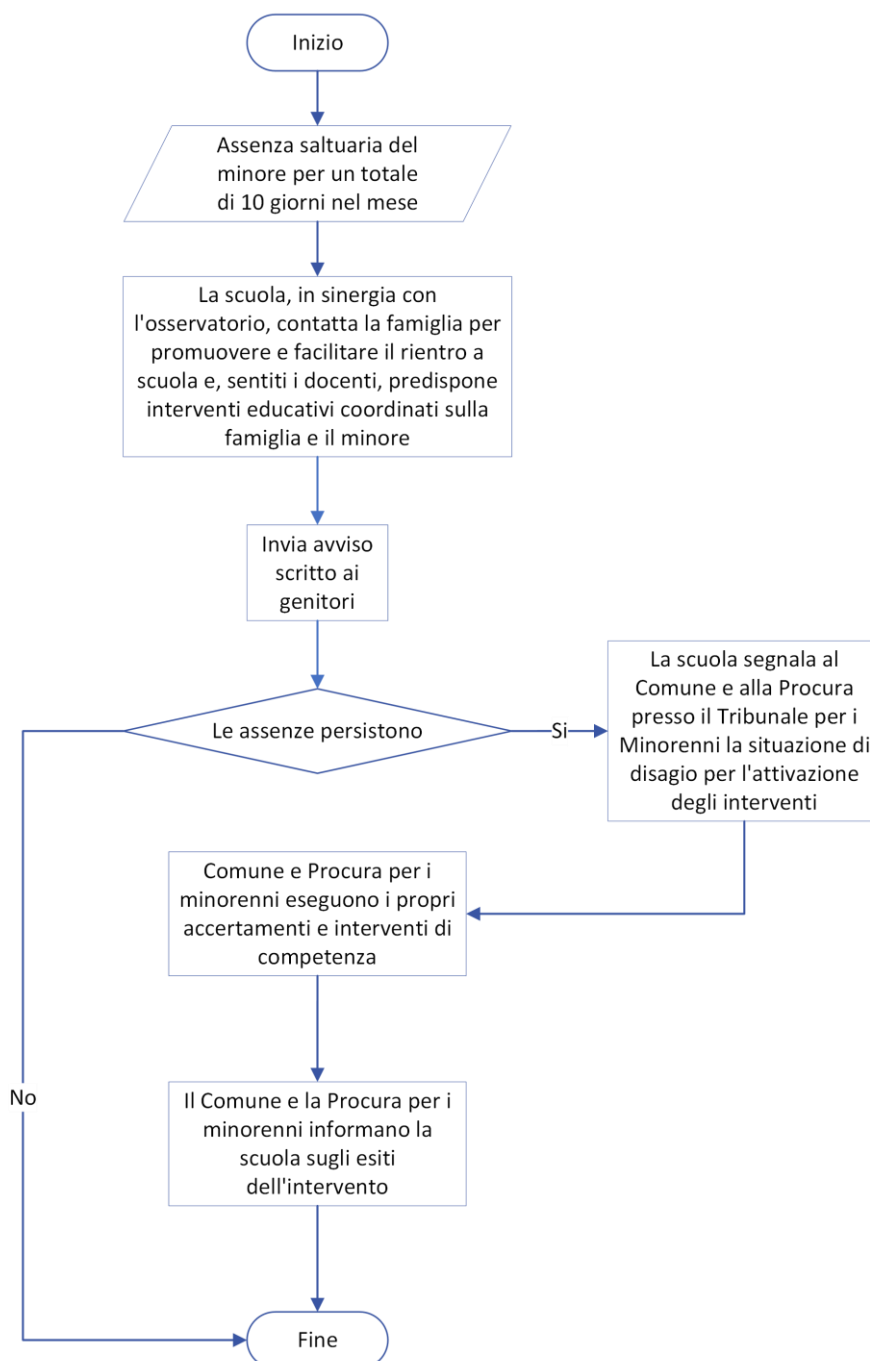 Inizio
Assenza saltuaria del
minore per un totale
di 10 giorni nel mese
La scuola, in sinergia con
l'osservatorio, contatta la famiglia per
promuovere e facilitare il rientro a
scuola e, sentiti i docenti, predispone
interventi educativi coordinati sulla
famiglia e il minore
Invia avviso
scritto ai
genitori
Le assenze persistono
Si
La scuola segnala al
Comune e alla Procura
presso il Tribunale per i
Minorenni la situazione di
disagio per l'attivazione
degli interventi
Comune e Procura per i
minorenni eseguono i propri
accertamenti e interventi di
competenza
No
Il Comune e la Procura per i
minorenni informano la
scuola sugli esiti
dell'intervento
Fine